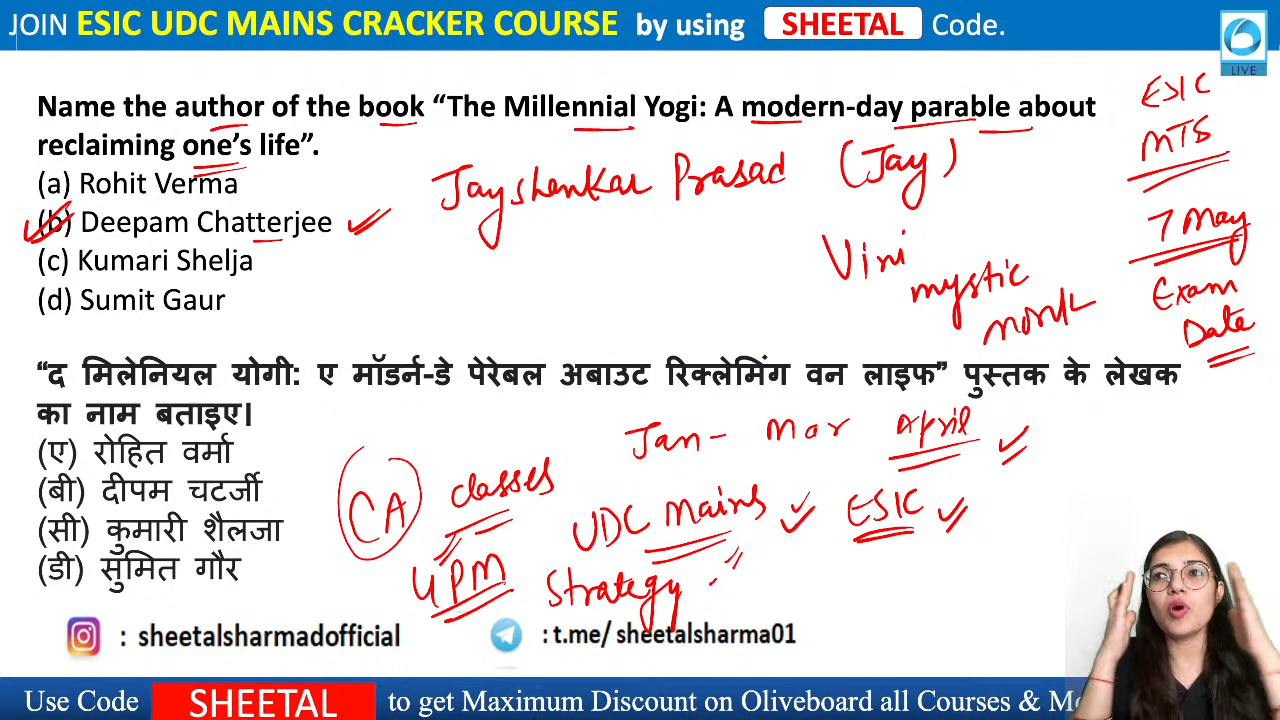 JOIN ESIC UDC MAINS CRACKER COURSE by using SHEETAL Code.
LIVE
Name the author of the book “The Millennial Yogi: A modern-day parable about
reclaiming one’s life”.
(a) Rohit Verma
(b) Deepam Chatterjee
(c) Kumari Shelja
(d) Sumit Gaur
Jayshenkar Prasad (Jay)
Vini
mystic
monk
ESIC
MTS
7 May
Exam
Date
“द मिलेनियल योगी: ए मॉडर्न-डे पेरेबल अबाउट रिक्लेमिंग वन लाइफ” पुस्तक के लेखक
का नाम बताइए।
(ए) रोहित वर्मा
(बी) दीपम चटर्जी
(सी) कुमारी शैलजा
(डी) सुमित गौर
Jan - Mar April
CA classes
UDC Mains ESIC
4PM Strategy
: sheetalsharmadofficial
: t.me/ sheetalsharma01
Use Code SHEETAL to get Maximum Discount on Oliveboard all Courses & Mo